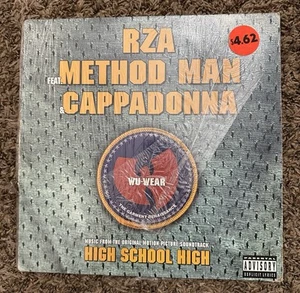 RZA
$4.62
FEAT. METHOD MAN
& CAPPADONNA
WU-WEAR
THE GARMENT RENAISSANCE
MUSIC FROM THE ORIGINAL MOTION PICTURE SOUNDTRACK
HIGH SCHOOL HIGH
PARENTAL
ADVISORY
EXPLICIT LYRICS